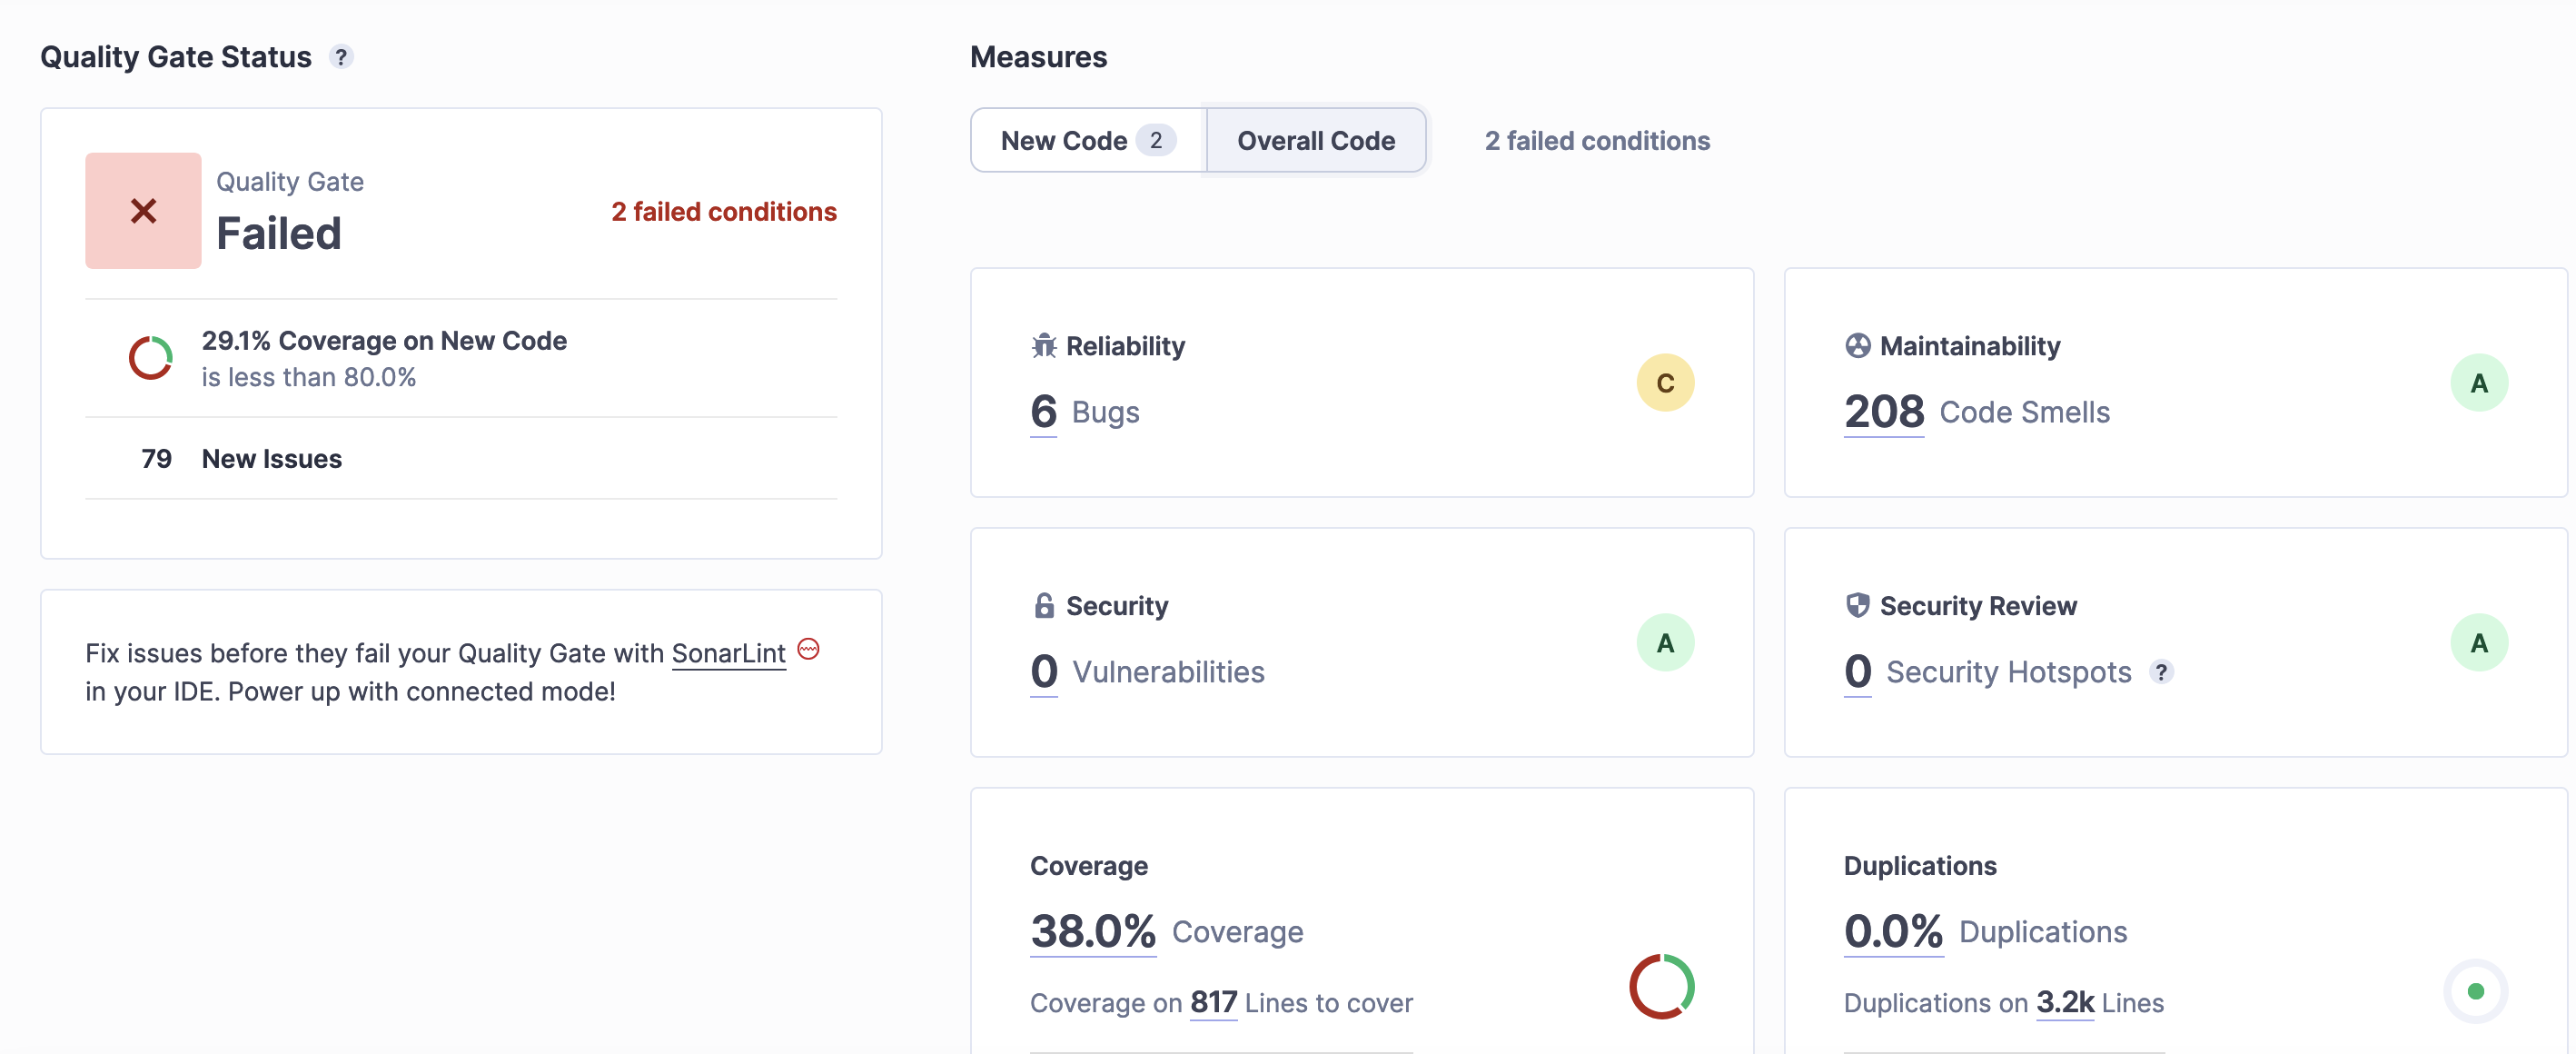 Quality Gate Status ?
Quality Gate
Failed
2 failed conditions
29.1% Coverage on New Code
is less than 80.0%
79 New Issues
Fix issues before they fail your Quality Gate with SonarLint
in your IDE. Power up with connected mode!
Measures
New Code 2
Overall Code
2 failed conditions
Reliability
6 Bugs
C
Maintainability
208 Code Smells
A
Security
0 Vulnerabilities
A
Security Review
0 Security Hotspots ?
A
Coverage
38.0% Coverage
Coverage on 817 Lines to cover
Duplications
0.0% Duplications
Duplications on 3.2k Lines